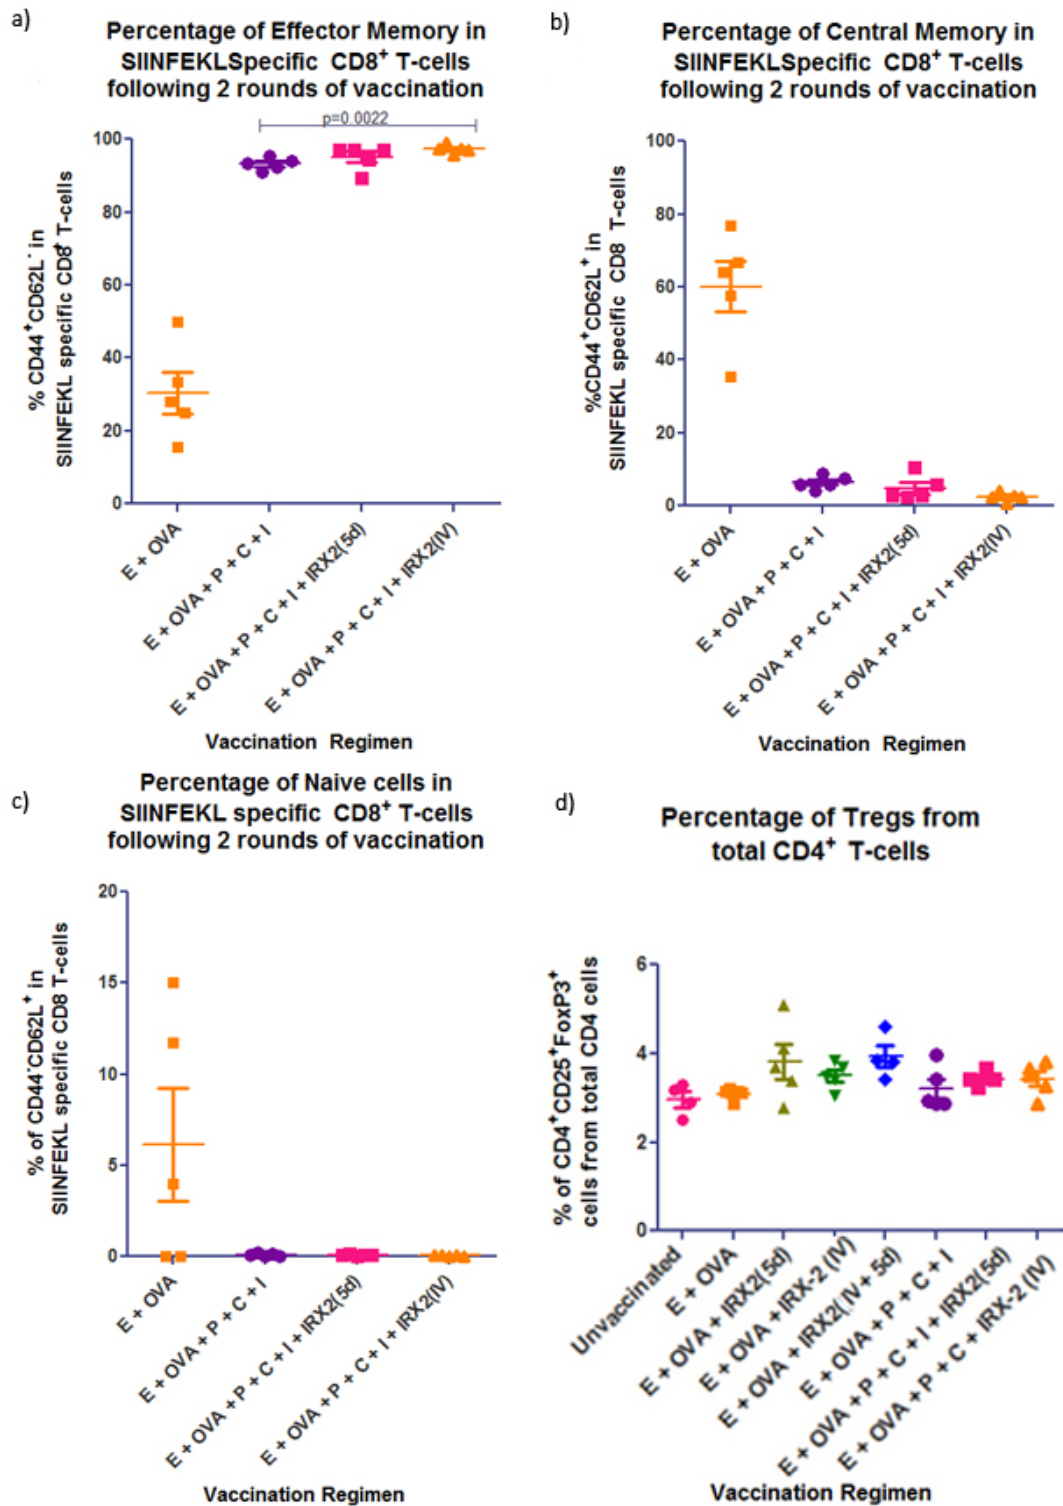 a)
Percentage of Effector Memory in
SIINFEKLSpecific CD8+ T-cells
following 2 rounds of vaccination
p=0.0022
100
80
60
40
20
0
% CD44+CD62L- in
SIINFEKL specific CD8+ T-cells
E + OVA
E + OVA + P + C + I
E + OVA + P + C + I + IRX2(5d)
E + OVA + P + C + I + IRX2(IV)
Vaccination Regimen
b)
Percentage of Central Memory in
SIINFEKLSpecific CD8+ T-cells
following 2 rounds of vaccination
100
80
60
40
20
0
%CD44+CD62L+ in
SIINFEKL specific CD8 T-cells
E + OVA
E + OVA + P + C + I
E + OVA + P + C + I + IRX2(5d)
E + OVA + P + C + I + IRX2(IV)
Vaccination Regimen
c)
Percentage of Naive cells in
SIINFEKL specific CD8+ T-cells
following 2 rounds of vaccination
20
15
10
5
0
% of CD44-CD62L+ in
SIINFEKL specific CD8 T-cells
E + OVA
E + OVA + P + C + I
E + OVA + P + C + I + IRX2(5d)
E + OVA + P + C + I + IRX2(IV)
Vaccination Regimen
d)
Percentage of Tregs from
total CD4+ T-cells
6
4
2
0
% of CD4+CD25+FoxP3+
cells from total CD4 cells
Unvaccinated
E + OVA
E + OVA + IRX2(5d)
E + OVA + IRX-2 (IV)
E + OVA + IRX2(IV + 5d)
E + OVA + P + C + I
E + OVA + P + C + I + IRX2(5d)
E + OVA + P + C + IRX-2 (IV)
Vaccination Regimen